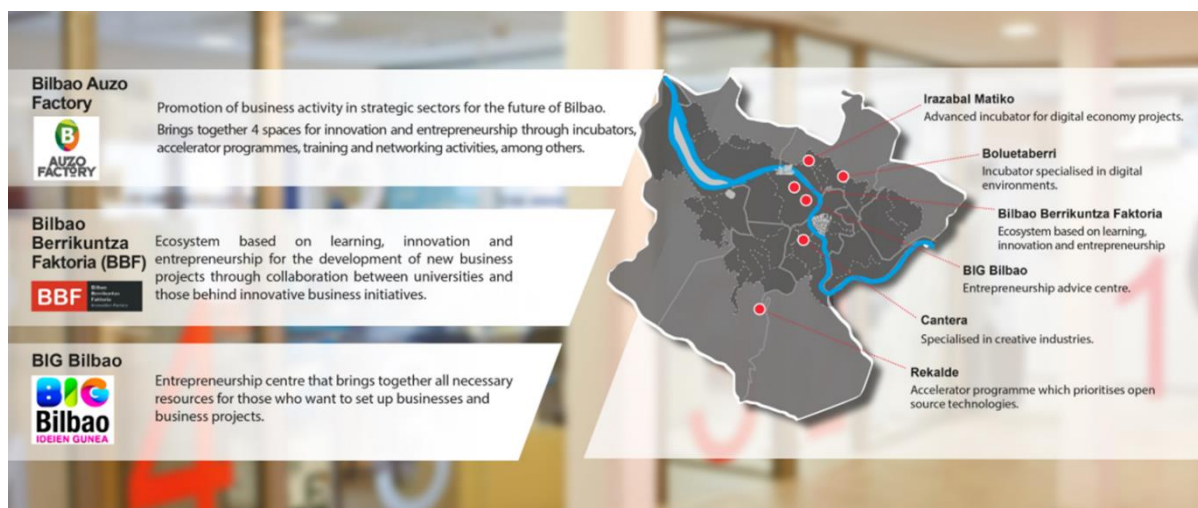 Bilbao Auzo
Factory
B
AUZO
FACTORY
Promotion of business activity in strategic sectors for the future of Bilbao.
Brings together 4 spaces for innovation and entrepreneurship through incubators,
accelerator programmes, training and networking activities, among others.
Bilbao
Berrikuntza
Faktoria (BBF)
BBF
Bilbao
Berrikuntza
Faktoria
Ecosystem based on learning, innovation and
entrepreneurship for the development of new business
projects through collaboration between universities and
those behind innovative business initiatives.
BIG Bilbao
BIG
Bilbao
IDEIEN GUNEA
Entrepreneurship centre that brings together all necessary
resources for those who want to set up businesses and
business projects.
Irazabal Matiko
Advanced incubator for digital economy projects.
Boluetaberri
Incubator specialised in digital
environments.
Bilbao Berrikuntza Faktoria
Ecosystem based on learning,
innovation and entrepreneurship
BIG Bilbao
Entrepreneurship advice centre.
Cantera
Specialised in creative industries.
Rekalde
Accelerator programme which prioritises open
source technologies.
4
1